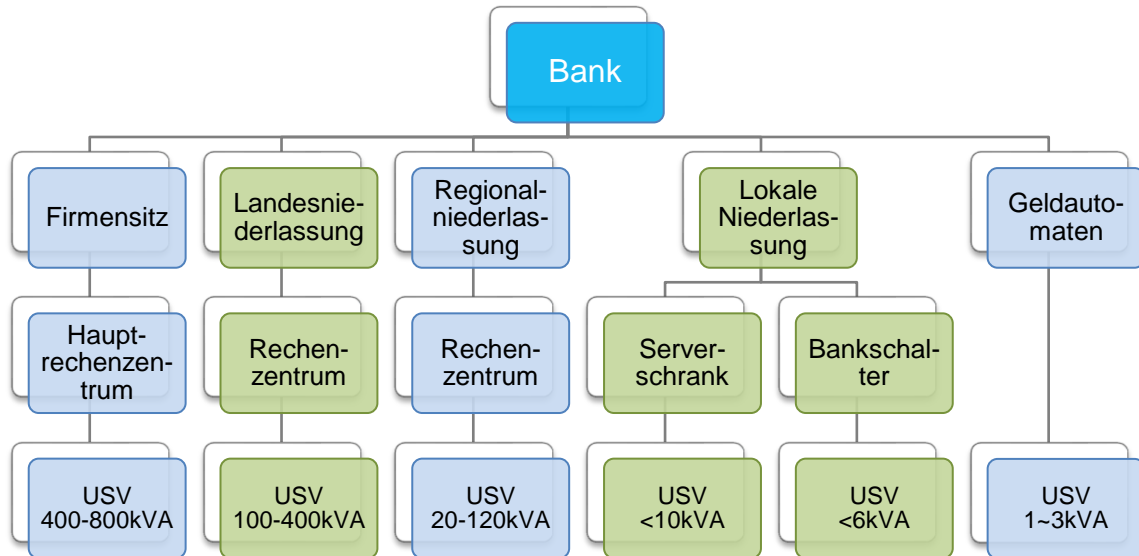 Bank
Firmensitz
Landesnie-
derlassung
Regional-
niederlas-
sung
Lokale
Niederlas-
sung
Geldauto-
maten
Haupt-
rechenzen-
trum
Rechen-
zentrum
Rechen-
zentrum
Server-
schrank
Bankschal-
ter
USV
400-800kVA
USV
100-400kVA
USV
20-120kVA
USV
<10kVA
USV
<6kVA
USV
1~3kVA